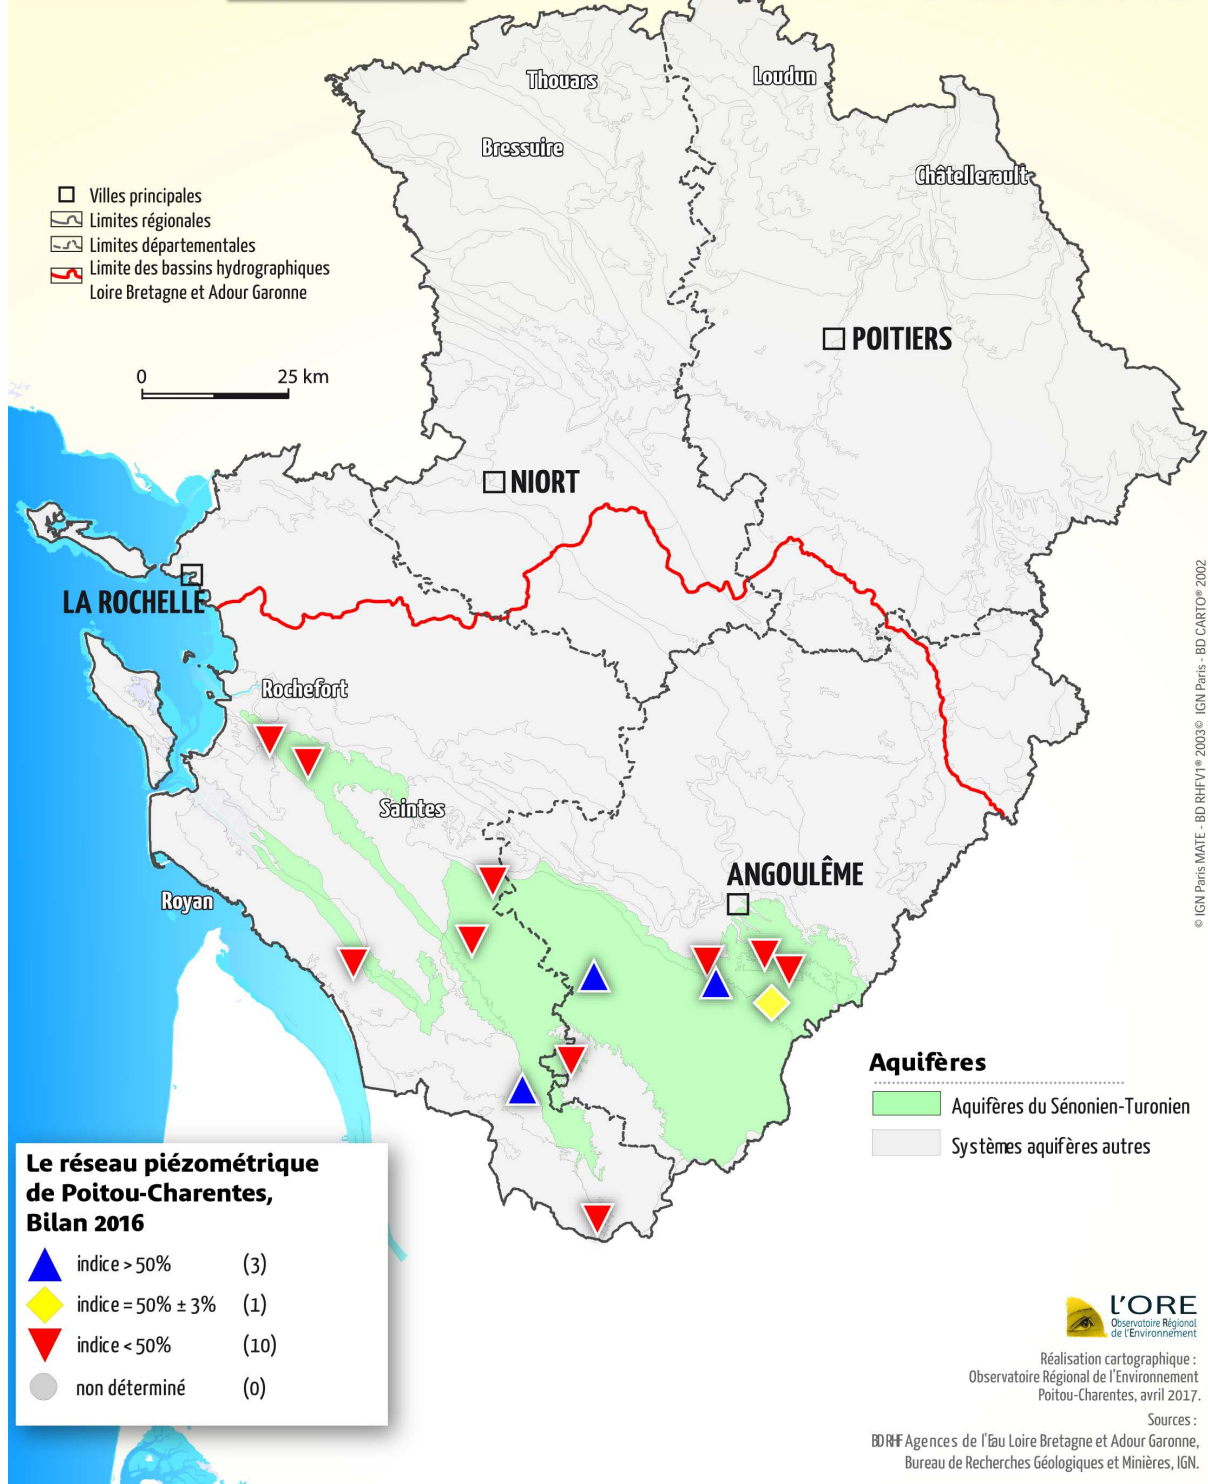 Thouars
Loudun
Bressuire
Châtellerault
Villes principales
Limites régionales
Limites départementales
Limite des bassins hydrographiques
Loire Bretagne et Adour Garonne
POITIERS
0 25 km
NIORT
LA ROCHELLE
Rochefort
Saintes
ANGOULÊME
Royan
© IGN Paris MATE - BD RHFV1® 2003© IGN Paris - BD CARTO® 2002
Aquifères
Aquifères du Sénonien-Turonien
Systèmes aquifères autres
Le réseau piézométrique
de Poitou-Charentes,
Bilan 2016
indice > 50% (3)
indice = 50% ± 3% (1)
indice < 50% (10)
non déterminé (0)
L'ORE
Observatoire Régional
de l'Environnement
Réalisation cartographique :
Observatoire Régional de l'Environnement
Poitou-Charentes, avril 2017.
Sources :
BD RHF Agences de l'Eau Loire Bretagne et Adour Garonne,
Bureau de Recherches Géologiques et Minières, IGN.